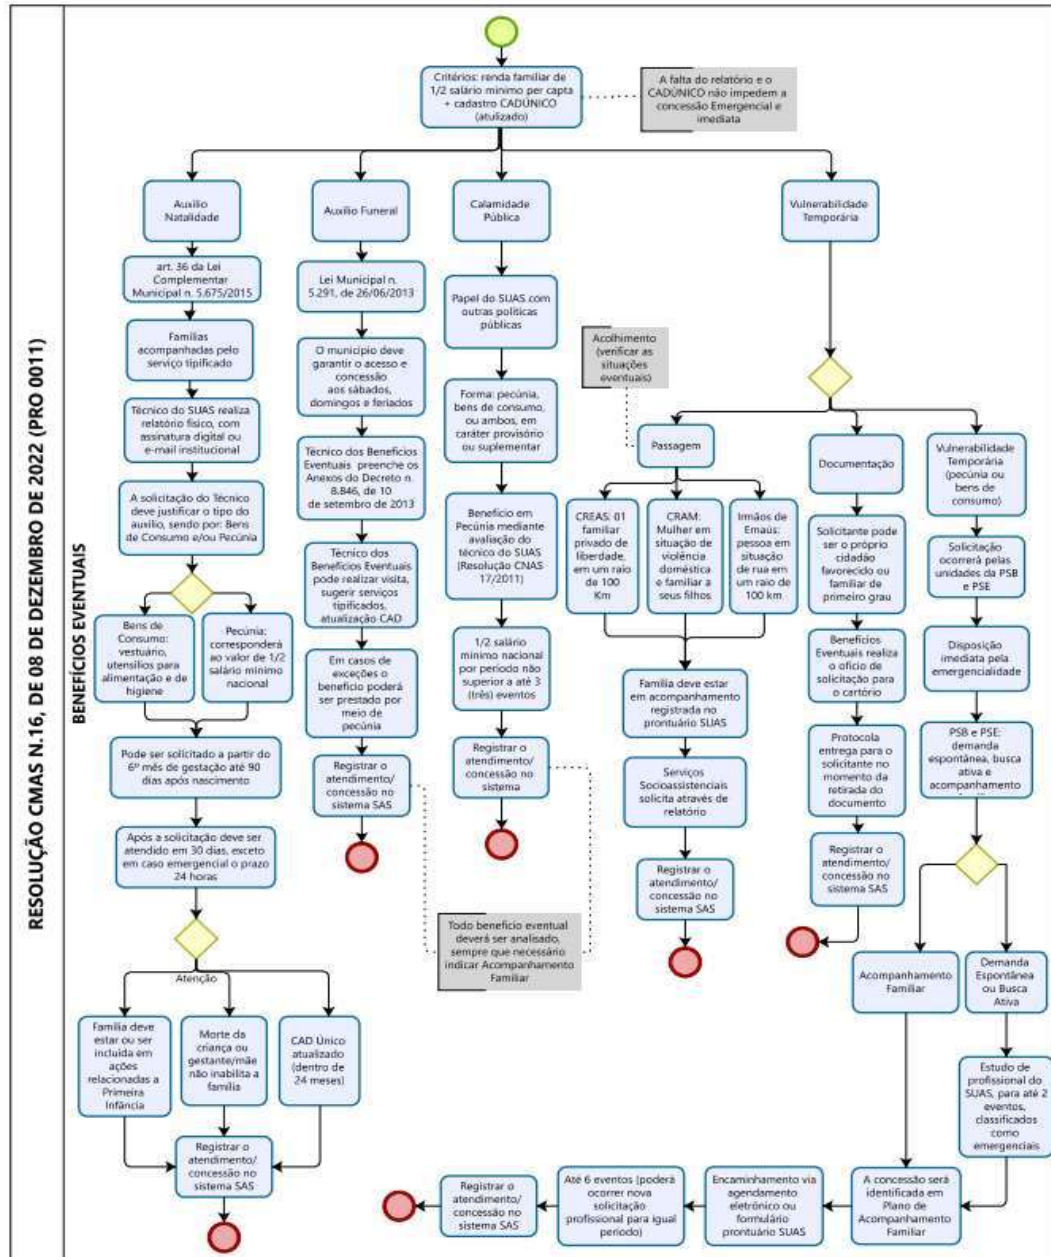 RESOLUÇÃO CMAS N.16, DE 08 DE DEZEMBRO DE 2022 (PRO 0011)
BENEFÍCIOS EVENTUAIS
Critérios: renda familiar de
1/2 salário mínimo per capta
+ cadastro CADÚNICO
(atulizado)
A falta do relatório e o
CADÚNICO não impedem a
concessão Emergencial e
imediata
Auxílio
Natalidade
art. 36 da Lei
Complementar
Municipal n. 5.675/2015
Famílias
acompanhadas pelo
serviço tipificado
Técnico do SUAS realiza
relatório físico, com
assinatura digital ou
e-mail institucional
A solicitação do Técnico
deve justificar o tipo do
auxílio, sendo por: Bens
de Consumo e/ou Pecúnia
Bens de
Consumo:
vestuário,
utensílios para
alimentação e de
higiene
Pecúnia:
corresponderá
ao valor de 1/2
salário mínimo
nacional
Pode ser solicitado a partir do
6º mês de gestação até 90
dias após nascimento
Após a solicitação deve ser
atendido em 30 dias, exceto
em caso emergencial o prazo
24 horas
Atenção
Família deve
estar ou ser
incluída em
ações
relacionadas a
Primeira
Infância
Morte da
criança ou
gestante/mãe
não inabilita a
família
CAD Único
atualizado
(dentro de
24 meses)
Registrar o
atendimento/
concessão no
sistema SAS
Auxílio Funeral
Lei Municipal n.
5.291, de 26/06/2013
O município deve
garantir o acesso e
concessão
aos sábados,
domingos e feriados
Técnico dos Benefícios
Eventuais preenche os
Anexos do Decreto n.
8.846, de 10
de setembro de 2013
Técnico dos
Benefícios Eventuais
pode realizar visita,
sugerir serviços
tipificados,
atualização CAD
Em casos de
exceções o
benefício poderá
ser prestado por
meio de
pecúnia
Registrar o
atendimento/
concessão no
sistema SAS
Calamidade
Pública
Papel do SUAS com
outras políticas
públicas
Forma: pecúnia,
bens de consumo,
ou ambos, em
caráter provisório
ou suplementar
Benefício em
Pecúnia mediante
avaliação do
técnico do SUAS
(Resolução CNAS
17/2011)
1/2 salário
mínimo nacional
por período não
superior a até 3
(três) eventos
Registrar o
atendimento/
concessão no
sistema
Todo benefício eventual
deverá ser analisado,
sempre que necessário
indicar Acompanhamento
Familiar
Vulnerabilidade
Temporária
Acolhimento
(verificar as
situações
eventuais)
Passagem
CREAS: 01
familiar
privado de
liberdade,
em um raio
de 100
Km
CRAM:
Mulher em
situação de
violência
doméstica
e familiar a
seus filhos
Irmãos de
Emaús:
pessoa em
situação
de rua em
um raio de
100 km
Família deve estar
em acompanhamento
registrada no
prontuário SUAS
Serviços
Socioassistenciais
solicita através de
relatório
Registrar o
atendimento/
concessão no
sistema SAS
Documentação
Solicitante pode
ser o próprio
cidadão
favorecido ou
familiar de
primeiro grau
Benefícios
Eventuais realiza
o ofício de
solicitação para
o cartório
Protocola
entrega para o
solicitante no
momento da
retirada do
documento
Registrar o
atendimento/
concessão no
sistema SAS
Vulnerabilidade
Temporária
(pecúnia ou
bens de
consumo)
Solicitação
ocorrerá pelas
unidades da PSB
e PSE
Disposição
imediata pela
emergencialidade
PSB e PSE:
demanda
espontânea, busca
ativa e
acompanhamento
Acompanhamento
Familiar
Demanda
Espontânea
ou Busca
Ativa
Estudo de
profissional do
SUAS, para até 2
eventos,
classificados
como
emergenciais
A concessão será
identificada em
Plano de
Acompanhamento
Familiar
Encaminhamento via
agendamento
eletrônico ou
formulário
prontuário SUAS
Até 6 eventos (poderá
ocorrer nova
solicitação
profissional para igual
período)
Registrar o
atendimento/
concessão no
sistema SAS